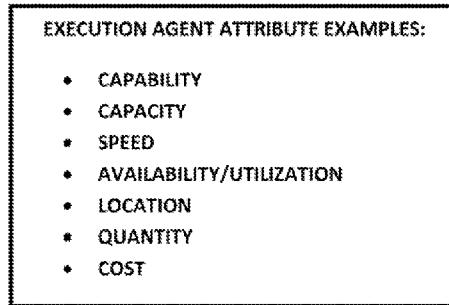 EXECUTION AGENT ATTRIBUTE EXAMPLES:
• CAPABILITY
• CAPACITY
• SPEED
• AVAILABILITY/UTILIZATION
• LOCATION
• QUANTITY
• COST